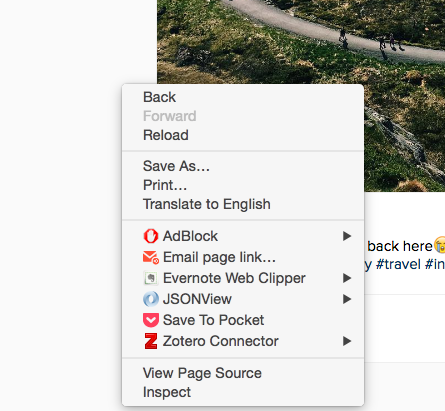 Back
Forward
Reload
Save As...
Print...
Translate to English
back here😭
AdBlock
y #travel #in
Email page link...
Evernote Web Clipper
JSONView
Save To Pocket
Zotero Connector
View Page Source
Inspect